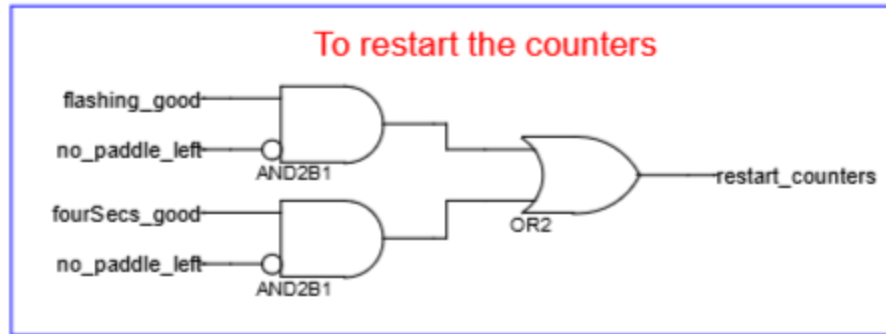 To restart the counters
flashing_good
no_paddle_left
AND2B1
fourSecs_good
restart_counters
OR2
no_paddle_left
AND2B1